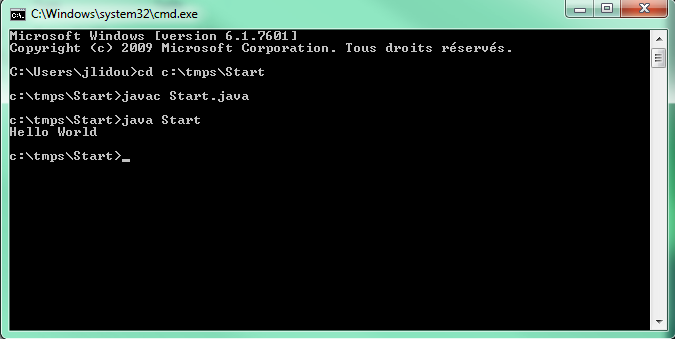 C:\Windows\system32\cmd.exe
Microsoft Windows [version 6.1.7601]
Copyright (c) 2009 Microsoft Corporation. Tous droits réservés.
C:\Users\jlidou>cd c:\tmps\Start
c:\tmps\Start>javac Start.java
c:\tmps\Start>java Start
Hello World
c:\tmps\Start>_